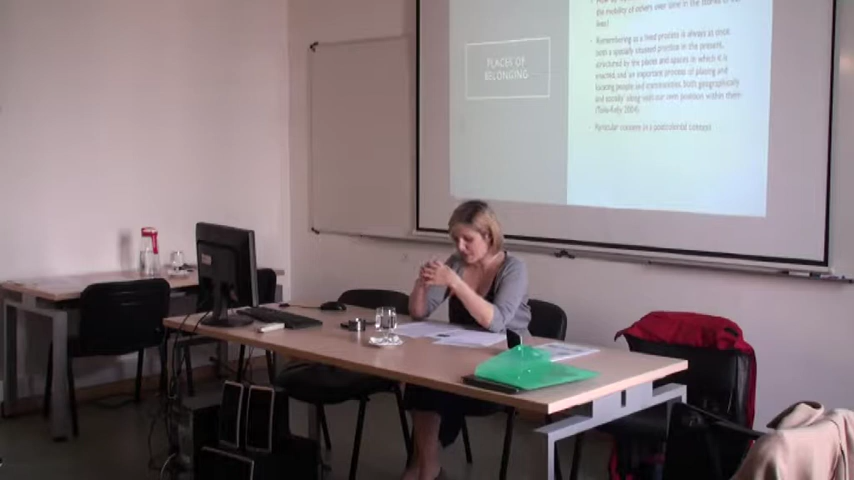 PLACES OF
BELONGING
the mobility of others over time in the stories of our
lives?
Remembering as a lived process is always at once
both a specially situated practice in the present,
structured by the places and spaces in which it is
enacted and an important process of placing and
locating people and communities, both geographically
and socially, along with our own position within them
(Tolia-Kelly 2004)
Particular concerns in a postcolonial context